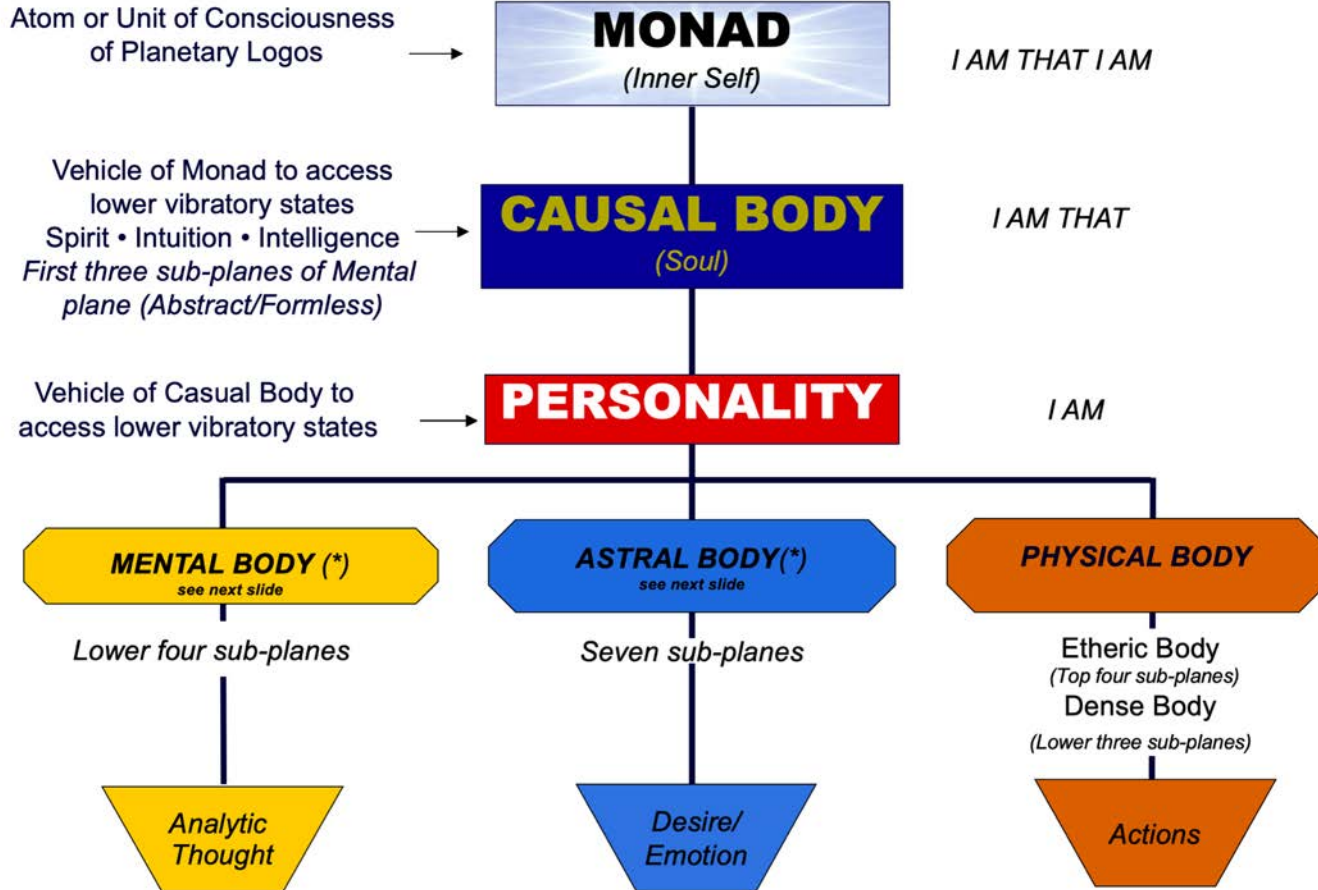 Atom or Unit of Consciousness
of Planetary Logos
MONAD
(Inner Self)
I AM THAT I AM
Vehicle of Monad to access
lower vibratory states
Spirit • Intuition • Intelligence
First three sub-planes of Mental
plane (Abstract/Formless)
CAUSAL BODY
(Soul)
I AM THAT
Vehicle of Casual Body to
access lower vibratory states
PERSONALITY
I AM
MENTAL BODY (*)
see next slide
ASTRAL BODY(*)
see next slide
PHYSICAL BODY
Lower four sub-planes
Seven sub-planes
Etheric Body
(Top four sub-planes)
Dense Body
(Lower three sub-planes)
Analytic
Thought
Desire/
Emotion
Actions